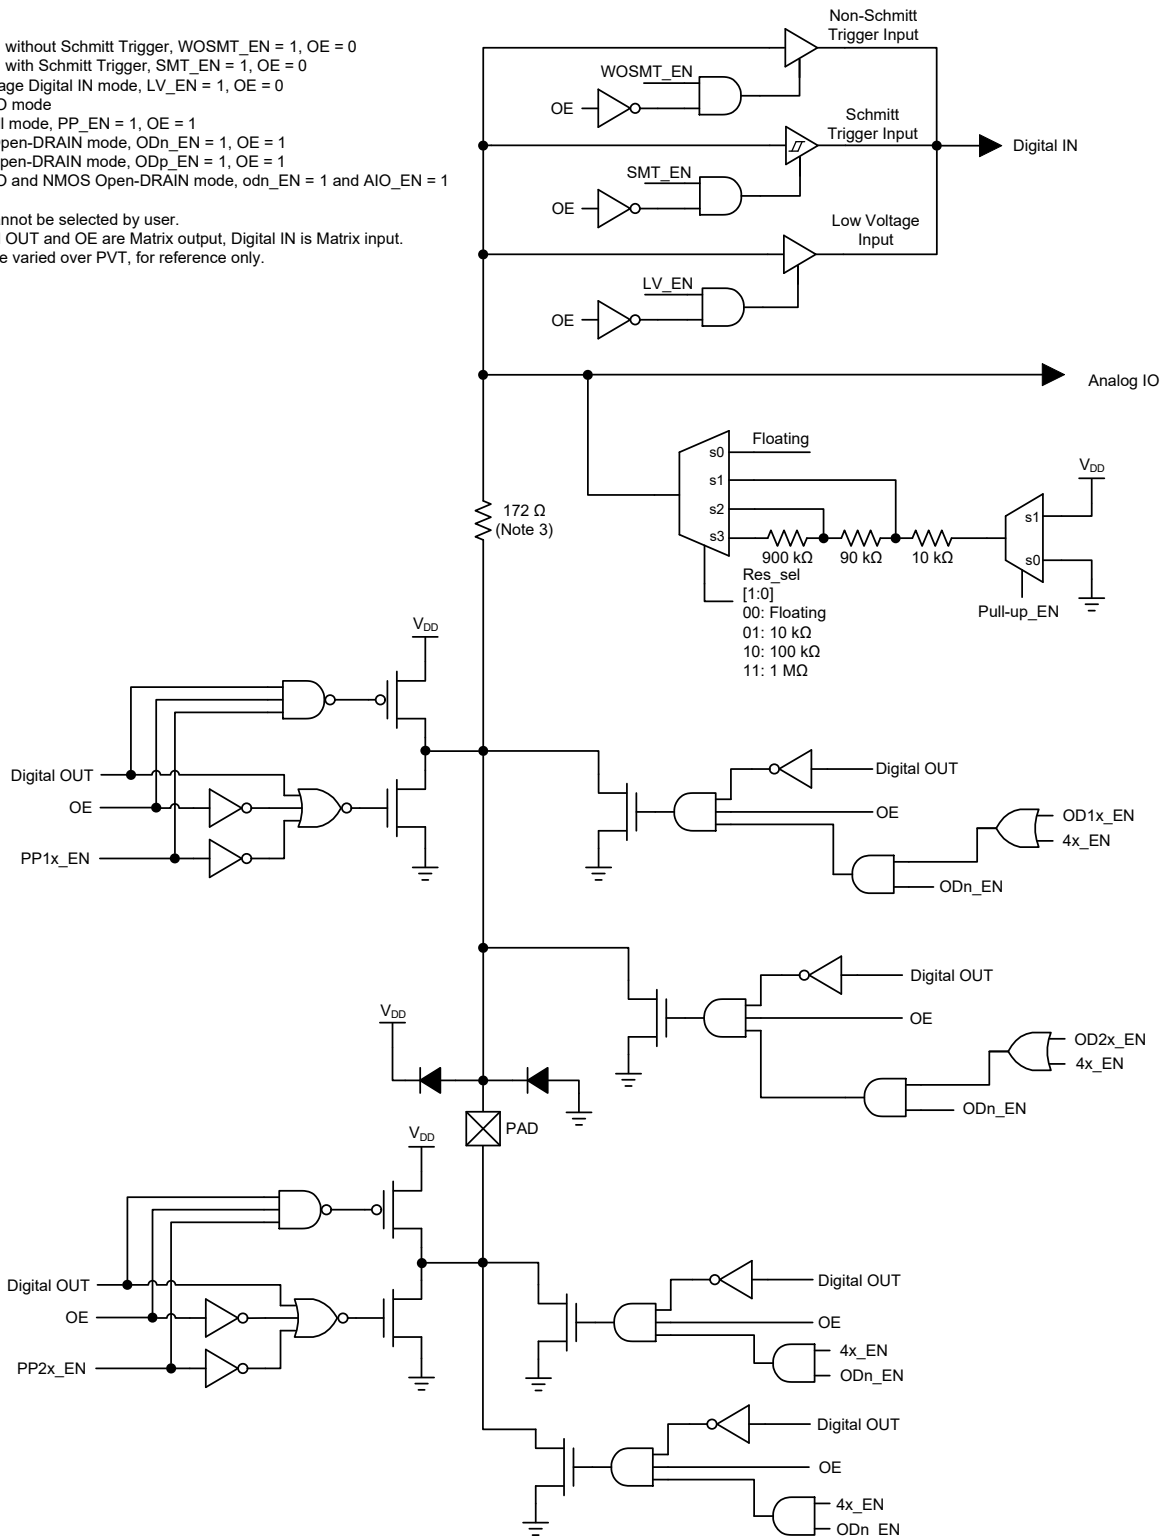 without Schmitt Trigger, WOSMT_EN = 1, OE = 0
with Schmitt Trigger, SMT_EN = 1, OE = 0
age Digital IN mode, LV_EN = 1, OE = 0
O mode
l mode, PP_EN = 1, OE = 1
pen-DRAIN mode, ODn_EN = 1, OE = 1
pen-DRAIN mode, ODp_EN = 1, OE = 1
O and NMOS Open-DRAIN mode, odn_EN = 1 and AIO_EN = 1
nnot be selected by user.
OUT and OE are Matrix output, Digital IN is Matrix input.
e varied over PVT, for reference only.
Non-Schmitt
Trigger Input
WOSMT_EN
OE
Schmitt
Trigger Input
Digital IN
SMT_EN
OE
Low Voltage
Input
LV_EN
OE
Analog IO
Floating
s0
s1
s2
s3
172 Ω
(Note 3)
900 kΩ
90 kΩ
10 kΩ
VDD
s1
s0
Pull-up_EN
Res_sel
[1:0]
00: Floating
01: 10 kΩ
10: 100 kΩ
11: 1 MΩ
VDD
Digital OUT
OE
PP1x_EN
Digital OUT
OE
OD1x_EN
4x_EN
ODn_EN
Digital OUT
OE
OD2x_EN
4x_EN
ODn_EN
VDD
PAD
VDD
Digital OUT
OE
PP2x_EN
Digital OUT
OE
4x_EN
ODn_EN
Digital OUT
OE
4x_EN
ODn_EN